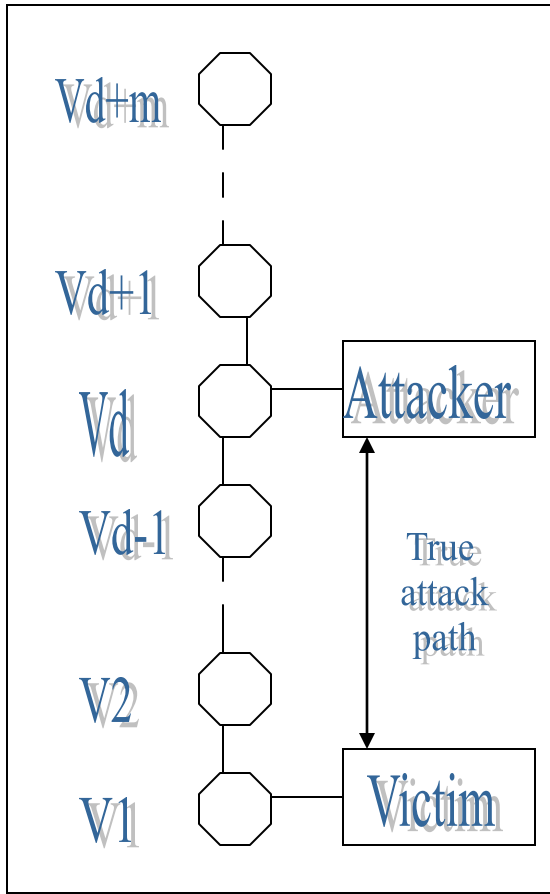 Vd+m
Vd+1
Attacker
Vd
Vd-1
True
attack
path
V2
Victim
V1